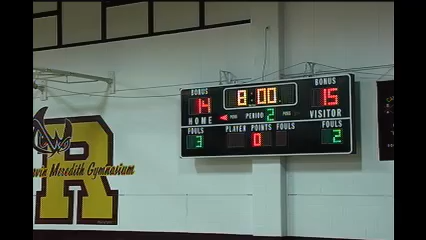 BONUS 8:00 BONUS
14 PERIOD 2 15
HOME VISITOR
FOULS PLAYER POINTS FOULS FOULS
3 0 2
R
Meredith Gymnasium